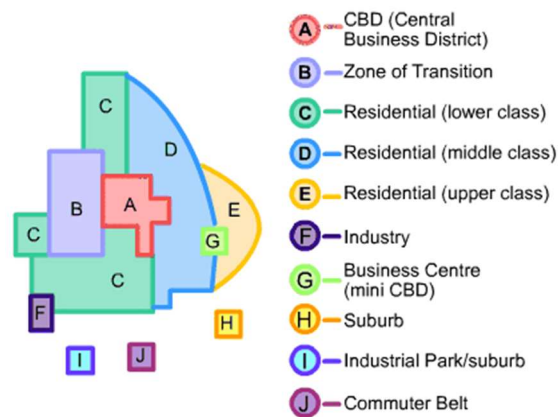 A CBD (Central
Business District)
B Zone of Transition
C Residential (lower class)
D Residential (middle class)
E Residential (upper class)
F Industry
G Business Centre
(mini CBD)
H Suburb
I Industrial Park/suburb
J Commuter Belt
C
D
B
A
E
C
G
C
F
H
I
J